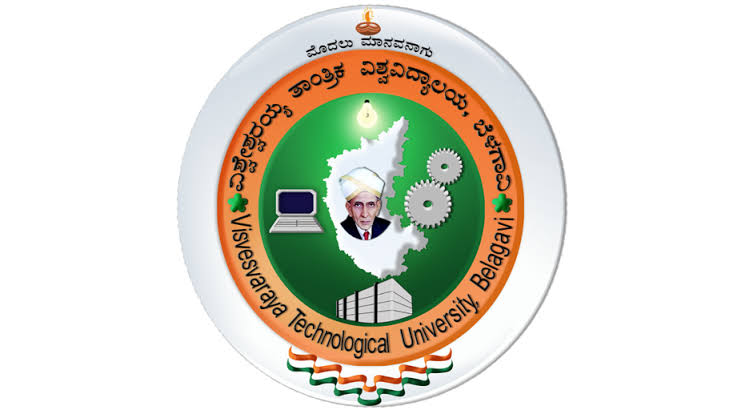 ಮೊದಲು ಮಾನವನಾಗು
ವಿಶ್ವೇಶ್ವರಯ್ಯ ತಾಂತ್ರಿಕ ವಿಶ್ವವಿದ್ಯಾಲಯ, ಬೆಳಗಾವಿ
Visvesvaraya Technological University, Belagavi